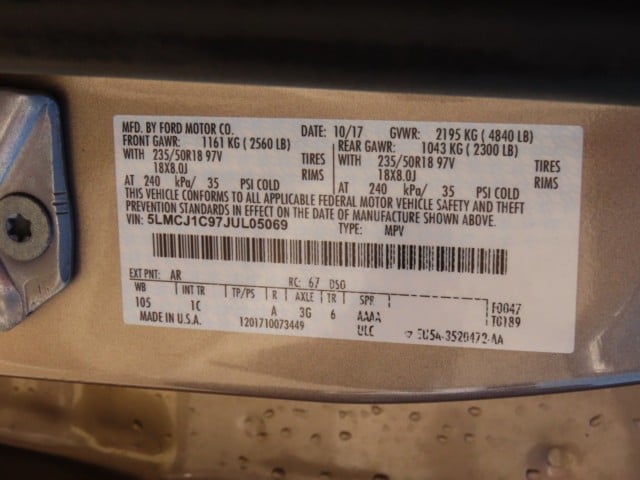 MFD. BY FORD MOTOR CO. DATE: 10/17 GVWR: 2195 KG ( 4840 LB)
FRONT GAWR: 1161 KG ( 2560 LB) REAR GAWR: 1043 KG ( 2300 LB)
WITH 235/50R18 97V TIRES WITH 235/50R18 97V TIRES
18X8.0J RIMS 18X8.0J RIMS
AT 240 kPa/ 35 PSI COLD AT 240 kPa/ 35 PSI COLD
THIS VEHICLE CONFORMS TO ALL APPLICABLE FEDERAL MOTOR VEHICLE SAFETY AND THEFT
PREVENTION STANDARDS IN EFFECT ON THE DATE OF MANUFACTURE SHOWN ABOVE.
VIN: 5LMCJ1C97JUL05069 TYPE: MPV
EXT PNT: AR RC: 67 DSO
WB INT TR TP/PS R AXLE TR SPR F0047
105 1C A 3G 6 AAAA T0189
MADE IN U.S.A. 1201710073449 ULC